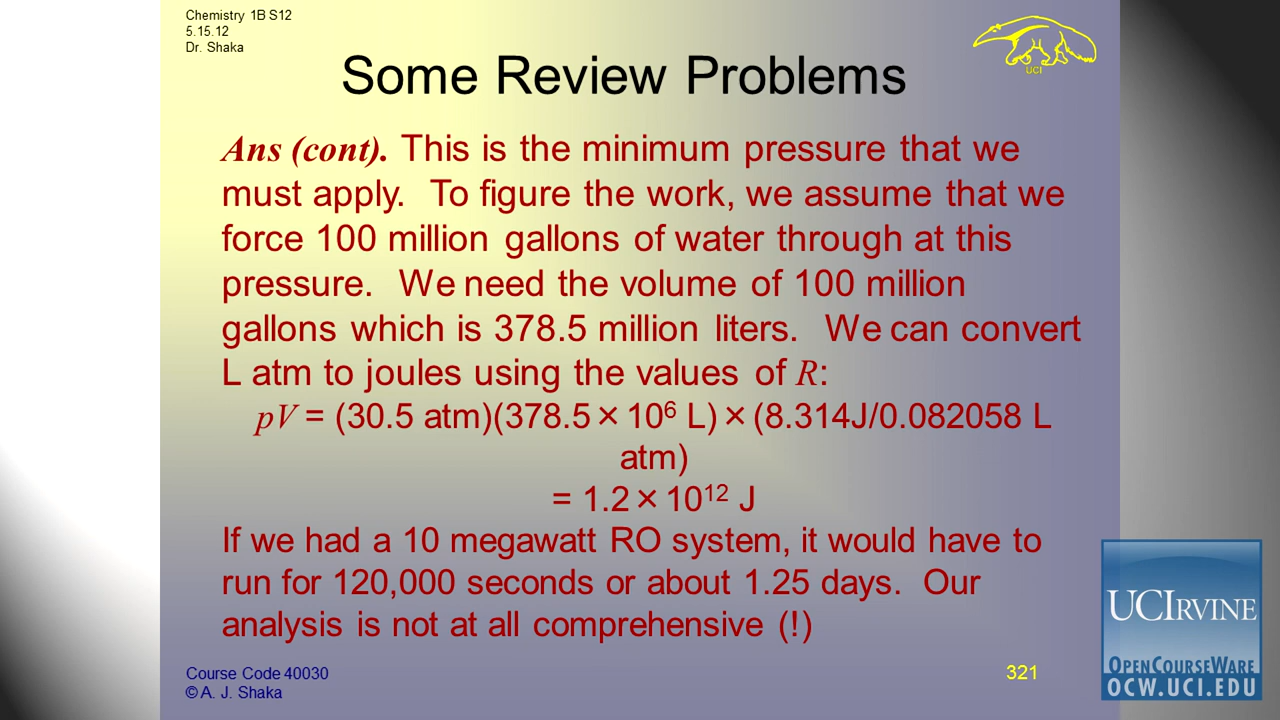 Chemistry 1B S12
5.15.12
Dr. Shaka
UCI
Some Review Problems
Ans (cont). This is the minimum pressure that we
must apply. To figure the work, we assume that we
force 100 million gallons of water through at this
pressure. We need the volume of 100 million
gallons which is 378.5 million liters. We can convert
L atm to joules using the values of R:
pV = (30.5 atm)(378.5 × 10⁶ L) × (8.314J/0.082058 L
atm)
= 1.2 × 10¹² J
If we had a 10 megawatt RO system, it would have to
run for 120,000 seconds or about 1.25 days. Our
analysis is not at all comprehensive (!)
Course Code 40030
© A. J. Shaka
321
UCIRVINE
OPENCOURSEWARE
OCW.UCI.EDU